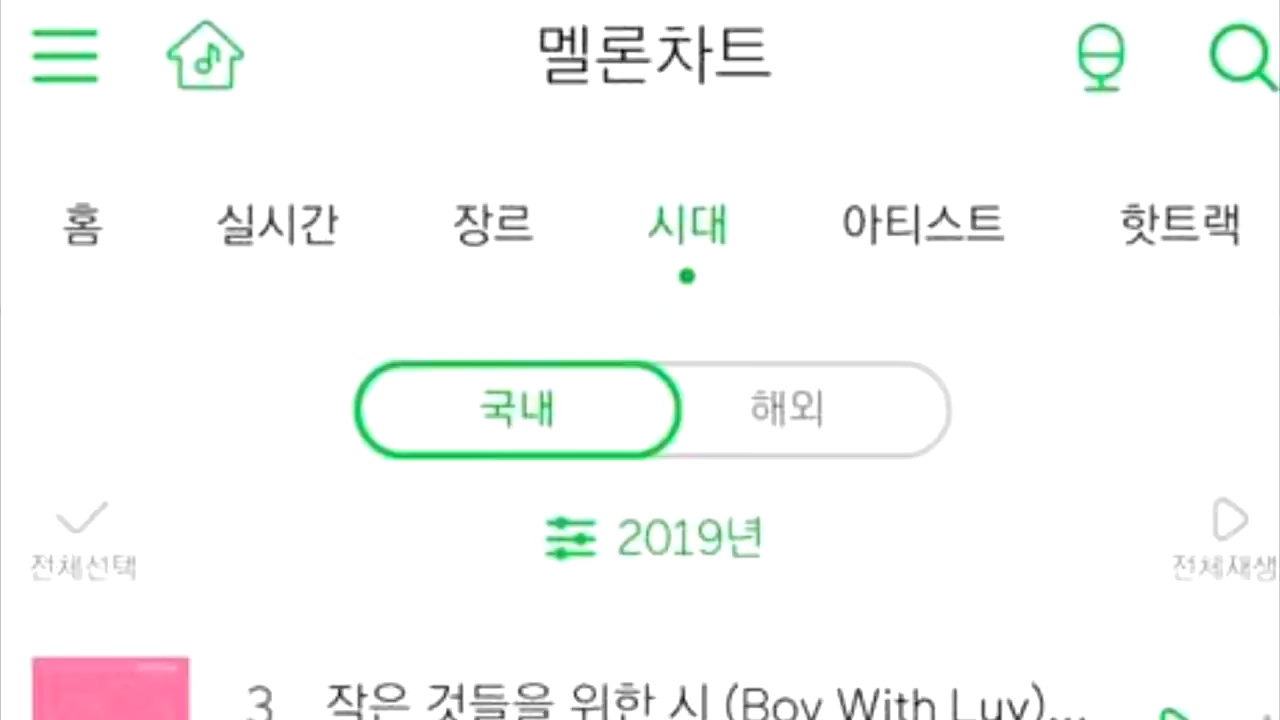 멜론차트
홈 실시간 장르 시대 아티스트 핫트랙
국내 해외
2019년
전체선택 전체재생
3 작은 것들을 위한 시 (Boy With Luv)...